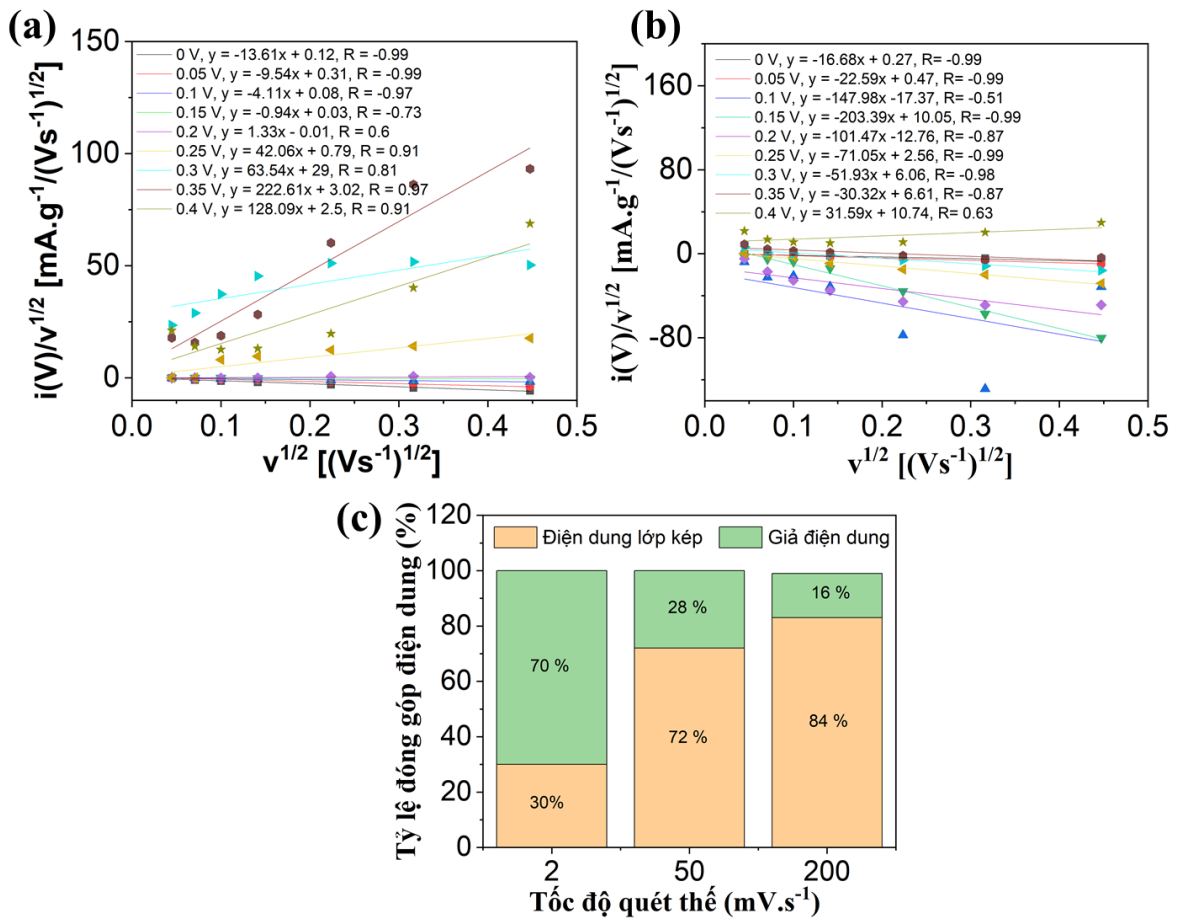 (a)
150
100
50
0
0.0 0.1 0.2 0.3 0.4 0.5
i(V)/v^1/2 [mA.g^-1/(Vs^-1)^1/2]
v^1/2 [(Vs^-1)^1/2]
0 V, y = -13.61x + 0.12, R = -0.99
0.05 V, y = -9.54x + 0.31, R = -0.99
0.1 V, y = -4.11x + 0.08, R = -0.97
0.15 V, y = -0.94x + 0.03, R = -0.73
0.2 V, y = 1.33x - 0.01, R = 0.6
0.25 V, y = 42.06x + 0.79, R = 0.91
0.3 V, y = 63.54x + 29, R = 0.81
0.35 V, y = 222.61x + 3.02, R = 0.97
0.4 V, y = 128.09x + 2.5, R = 0.91
(b)
160
80
0
-80
0.0 0.1 0.2 0.3 0.4 0.5
i(V)/v^1/2 [mA.g^-1/(Vs^-1)^1/2]
v^1/2 [(Vs^-1)^1/2]
0 V, y = -16.68x + 0.27, R= -0.99
0.05 V, y = -22.59x + 0.47, R= -0.99
0.1 V, y = -147.98x -17.37, R= -0.51
0.15 V, y = -203.39x + 10.05, R= -0.99
0.2 V, y = -101.47x -12.76, R= -0.87
0.25 V, y = -71.05x + 2.56, R= -0.99
0.3 V, y = -51.93x + 6.06, R= -0.98
0.35 V, y = -30.32x + 6.61, R= -0.87
0.4 V, y = 31.59x + 10.74, R= 0.63
(c)
120
100
80
60
40
20
0
Tỷ lệ đóng góp điện dung (%)
Điện dung lớp kép
Giả điện dung
70 %
30%
28 %
72 %
16 %
84 %
2 50 200
Tốc độ quét thế (mV.s^-1)